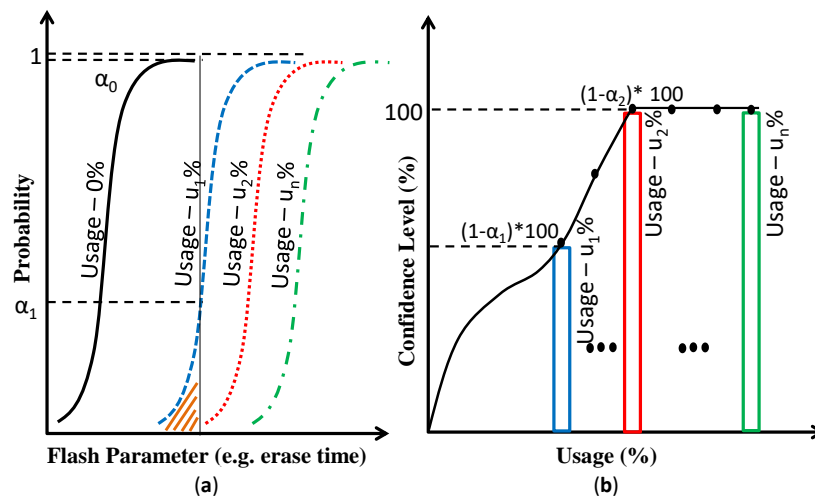 1
α0
Usage – 0%
Usage – u1%
Usage – u2%
Usage – un%
Probability
α1
Flash Parameter (e.g. erase time)
(a)
(1-α2)* 100
100
Usage – u2%
Usage – un%
(1-α1)*100
Usage – u1%
Confidence Level (%)
Usage (%)
(b)